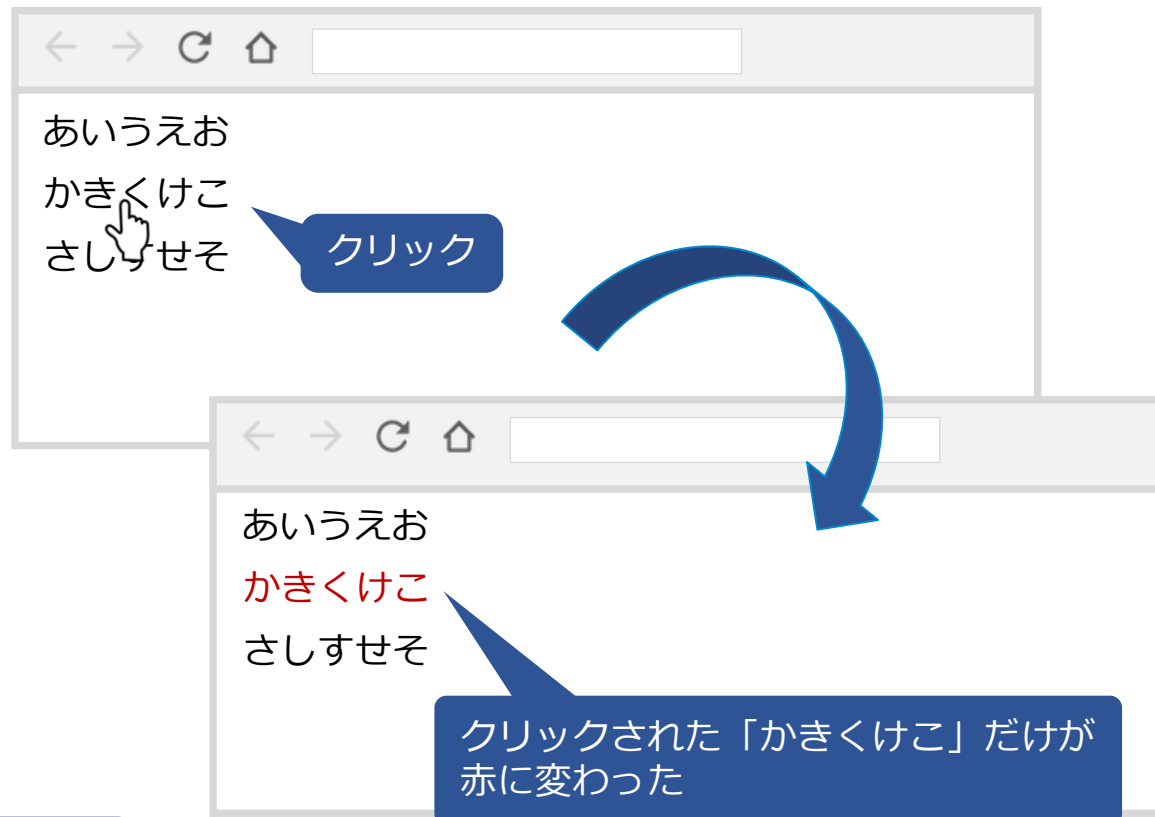 あいうえお
かきくけこ
さしすせそ
クリック
あいうえお
かきくけこ
さしすせそ
クリックされた「かきくけこ」だけが
赤に変わった